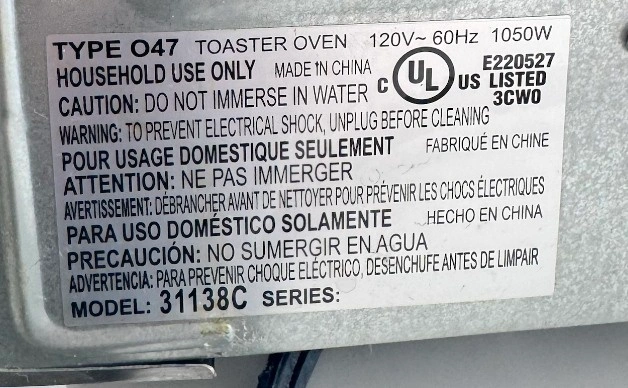 TYPE O47 TOASTER OVEN 120V~ 60Hz 1050W
HOUSEHOLD USE ONLY MADE IN CHINA
CAUTION: DO NOT IMMERSE IN WATER
C UL US LISTED
E220527
3CW0
WARNING: TO PREVENT ELECTRICAL SHOCK, UNPLUG BEFORE CLEANING
POUR USAGE DOMESTIQUE SEULEMENT FABRIQUÉ EN CHINE
ATTENTION: NE PAS IMMERGER
AVERTISSEMENT: DÉBRANCHER AVANT DE NETTOYER POUR PRÉVENIR LES CHOCS ÉLECTRIQUES
PARA USO DOMÉSTICO SOLAMENTE HECHO EN CHINA
PRECAUCIÓN: NO SUMERGIR EN AGUA
ADVERTENCIA: PARA PREVENIR CHOQUE ELÉCTRICO, DESENCHUFE ANTES DE LIMPAIR
MODEL: 31138C SERIES: